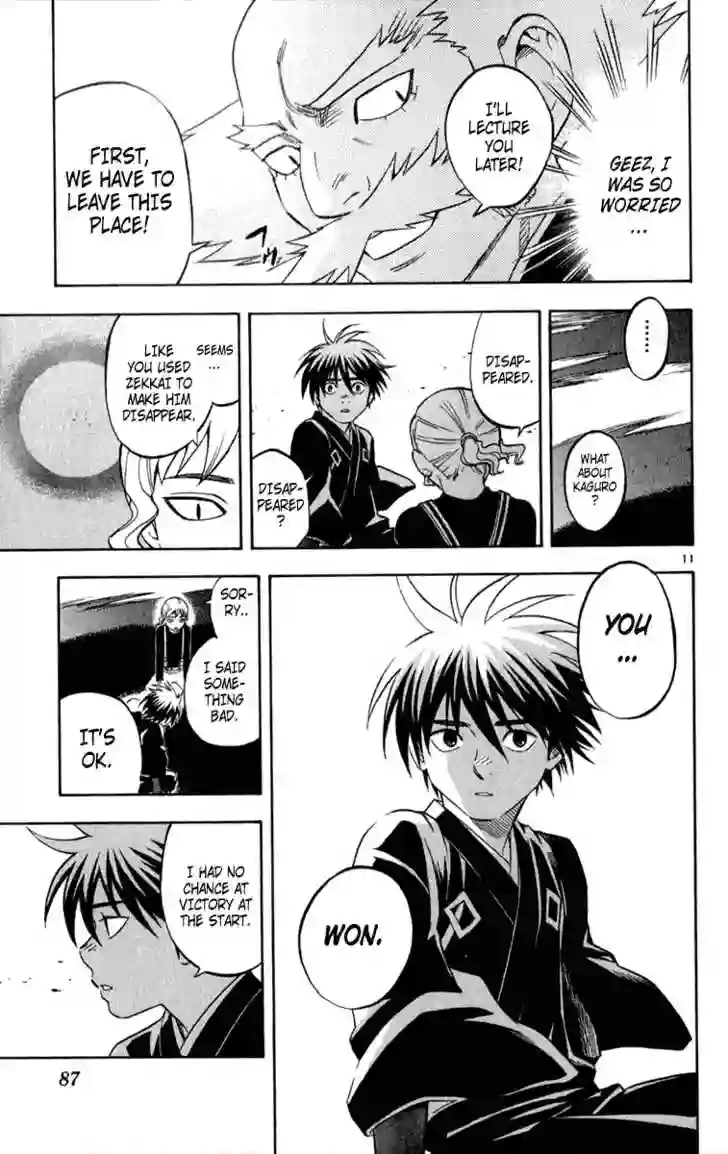 GEEZ, I
WAS SO
WORRIED
...
I'LL
LECTURE
YOU
LATER!
FIRST,
WE HAVE TO
LEAVE THIS
PLACE!
......
WHAT
ABOUT
KAGURO
?
DISAP-
PEARED.
DISAP-
PEARED
?
SEEMS
...
LIKE
YOU USED
ZEKKAI TO
MAKE HIM
DISAPPEAR.
11
YOU
...
WON.
SOR-
RY..
I SAID
SOME-
THING
BAD.
IT'S
OK.
I HAD NO
CHANCE AT
VICTORY
AT THE
START.
87